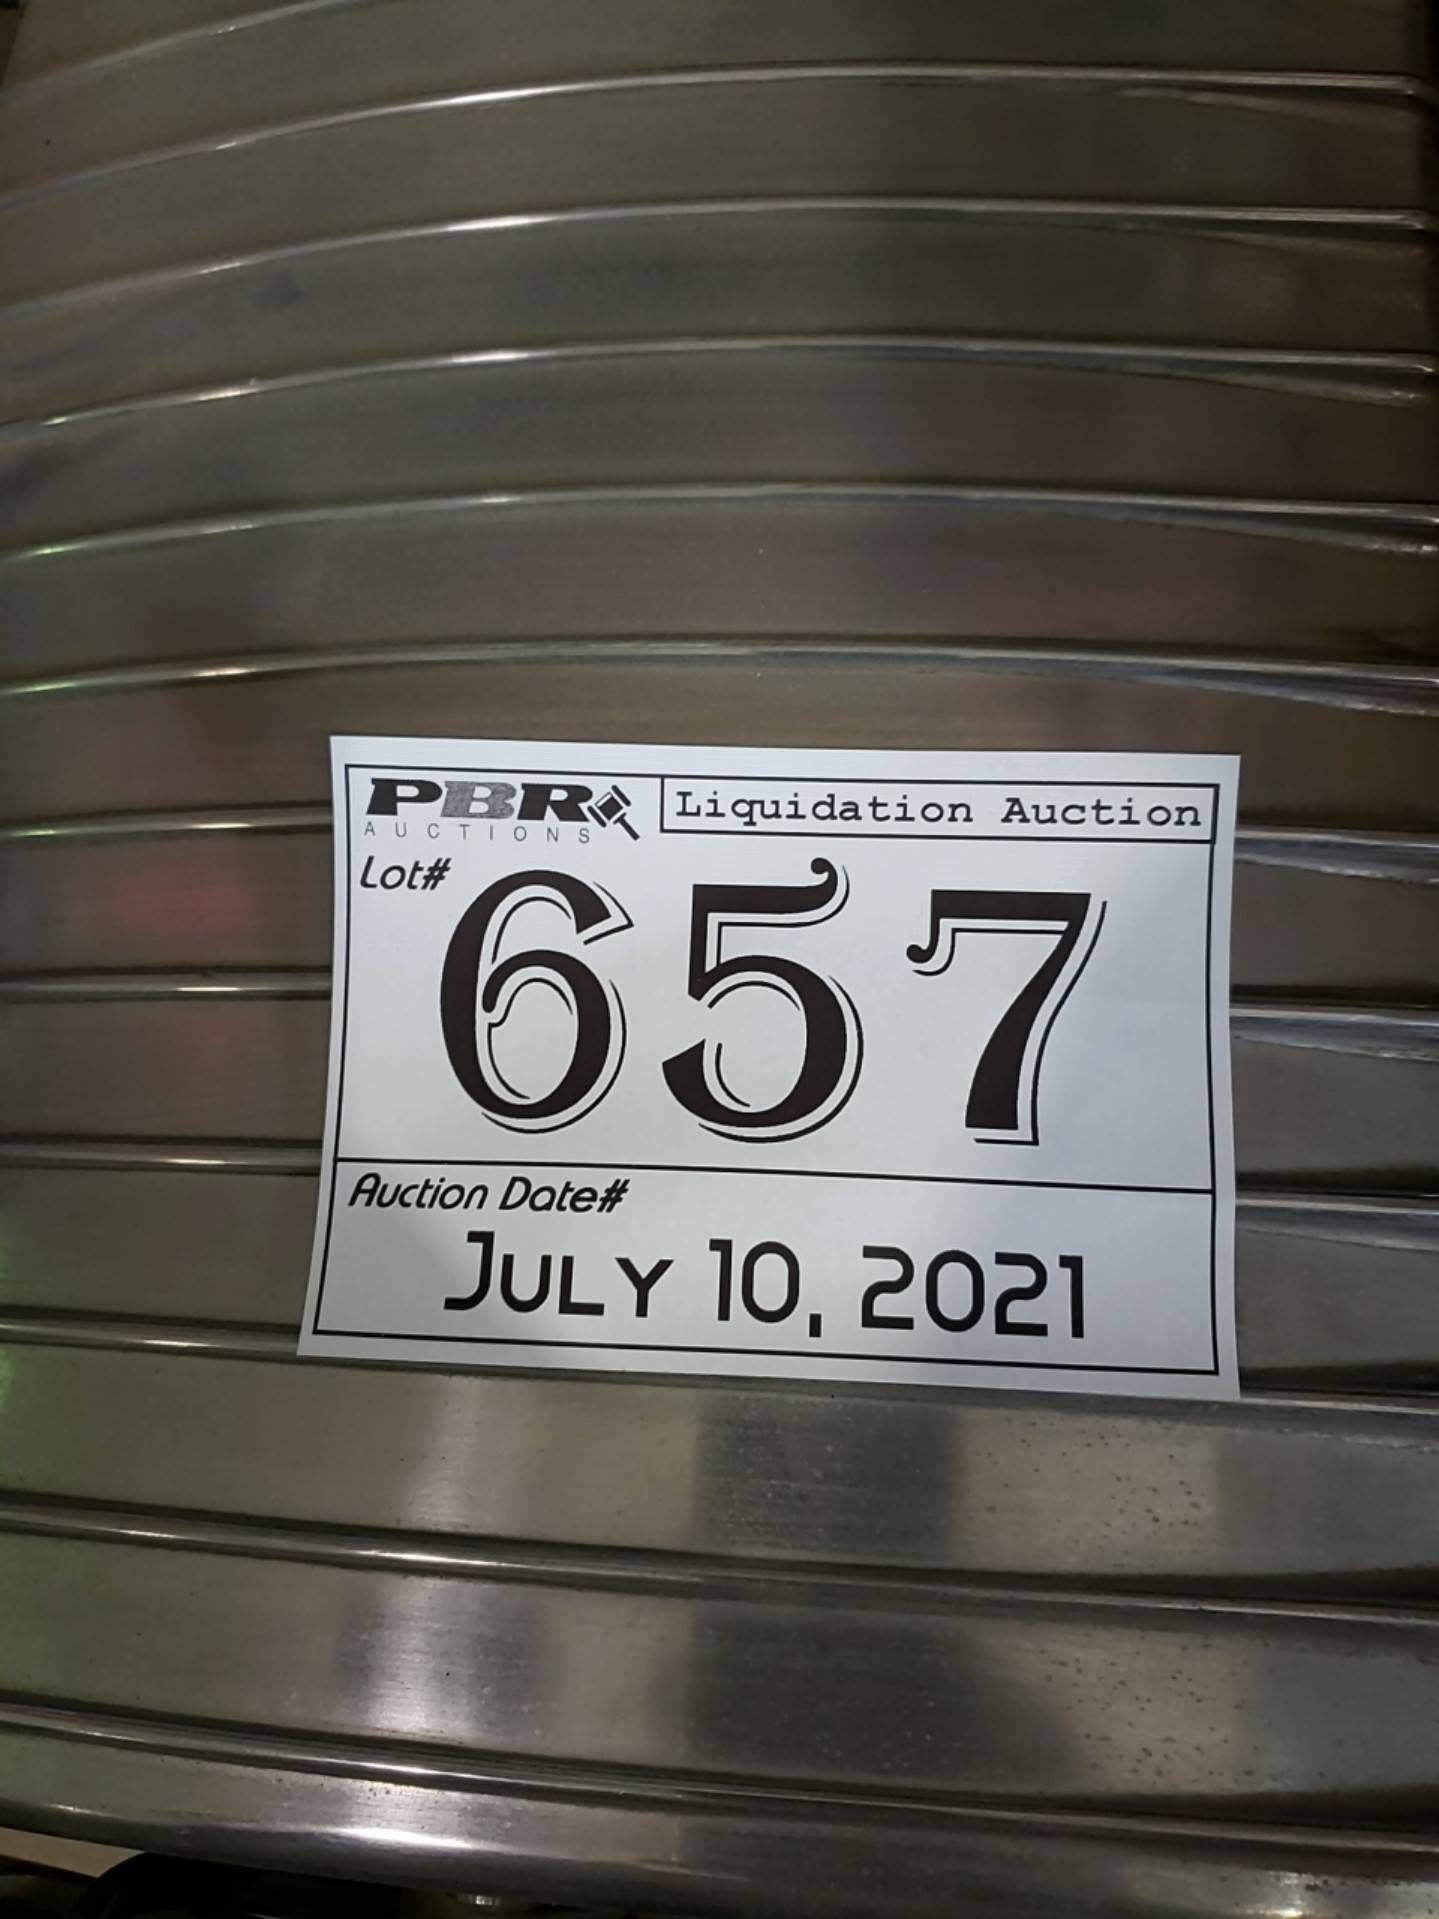 PBR
AUCTIONS
Liquidation Auction
Lot#
657
Auction Date#
July 10, 2021